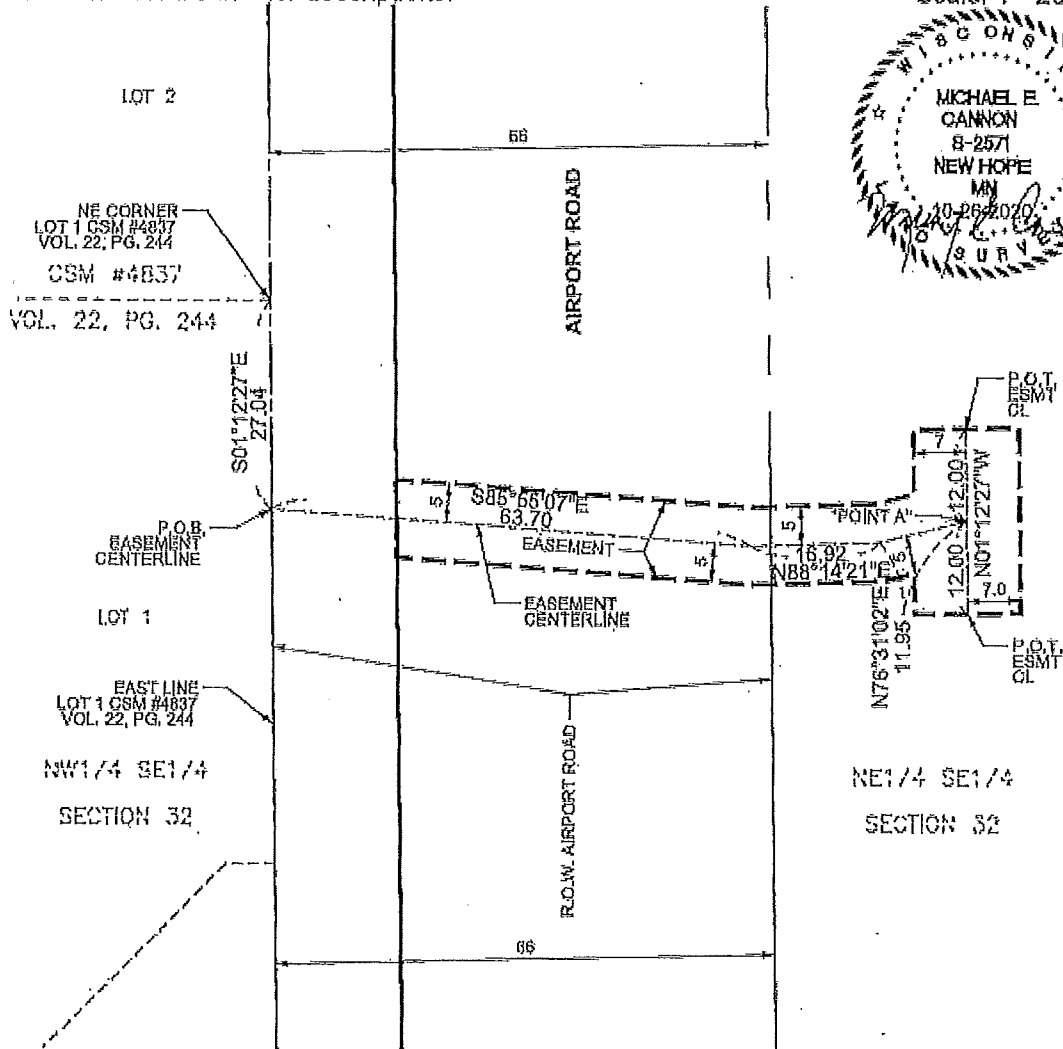 LOT 2
66
AIRPORT ROAD
MICHAEL E.
CANNON
S-2571
NEW HOPE
MN
10-26-2020
NE CORNER
LOT 1 CSM #4837
VOL. 22, PG. 244
CSM #4837
VOL. 22, PG. 244
S01°12'27"E
27.04
P.O.T.
ESMT
CL
7
12.00
12.00
N01°12'27"W
"POINT A"
7.0
P.O.B.
EASEMENT
CENTERLINE
5
S85°55'07"E
63.70
EASEMENT
5
5
16.92
N88°14'21"E
5
N76°31'02"E
11.95
EASEMENT
CENTERLINE
P.O.T.
ESMT
CL
LOT 1
EAST LINE
LOT 1 CSM #4837
VOL. 22, PG. 244
NW1/4 SE1/4
SECTION 32
R.O.W. AIRPORT ROAD
NE1/4 SE1/4
SECTION 32
66